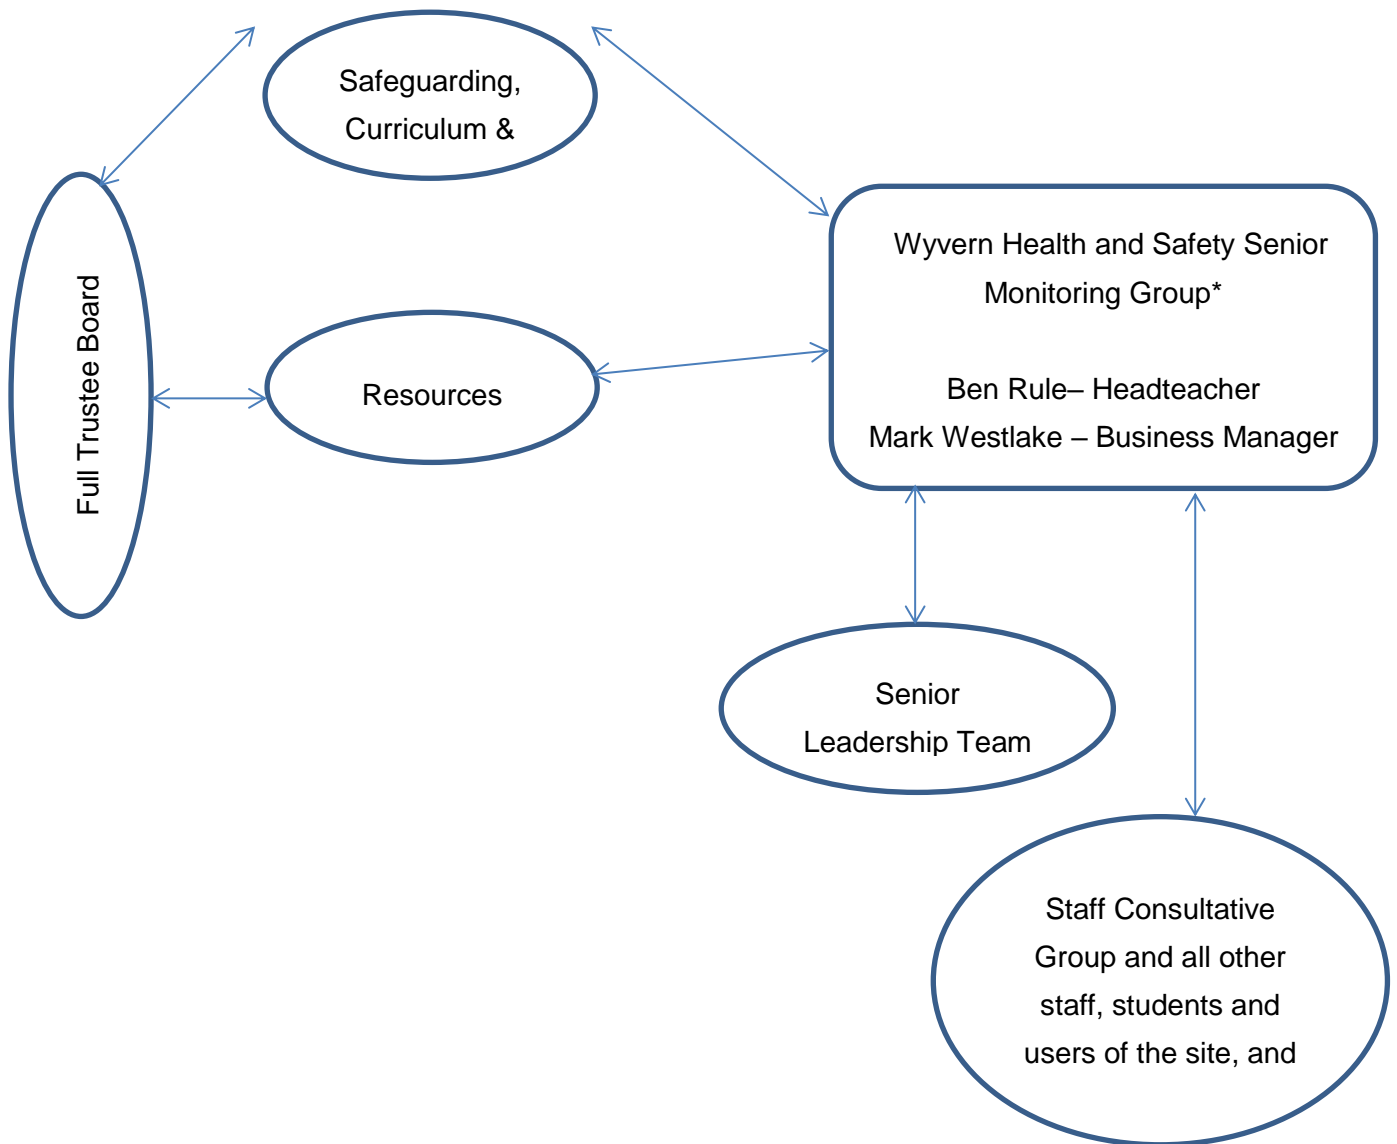 Safeguarding,
Curriculum &
Full Trustee Board
Resources
Wyvern Health and Safety Senior
Monitoring Group*
Ben Rule– Headteacher
Mark Westlake – Business Manager
Senior
Leadership Team
Staff Consultative
Group and all other
staff, students and
users of the site, and